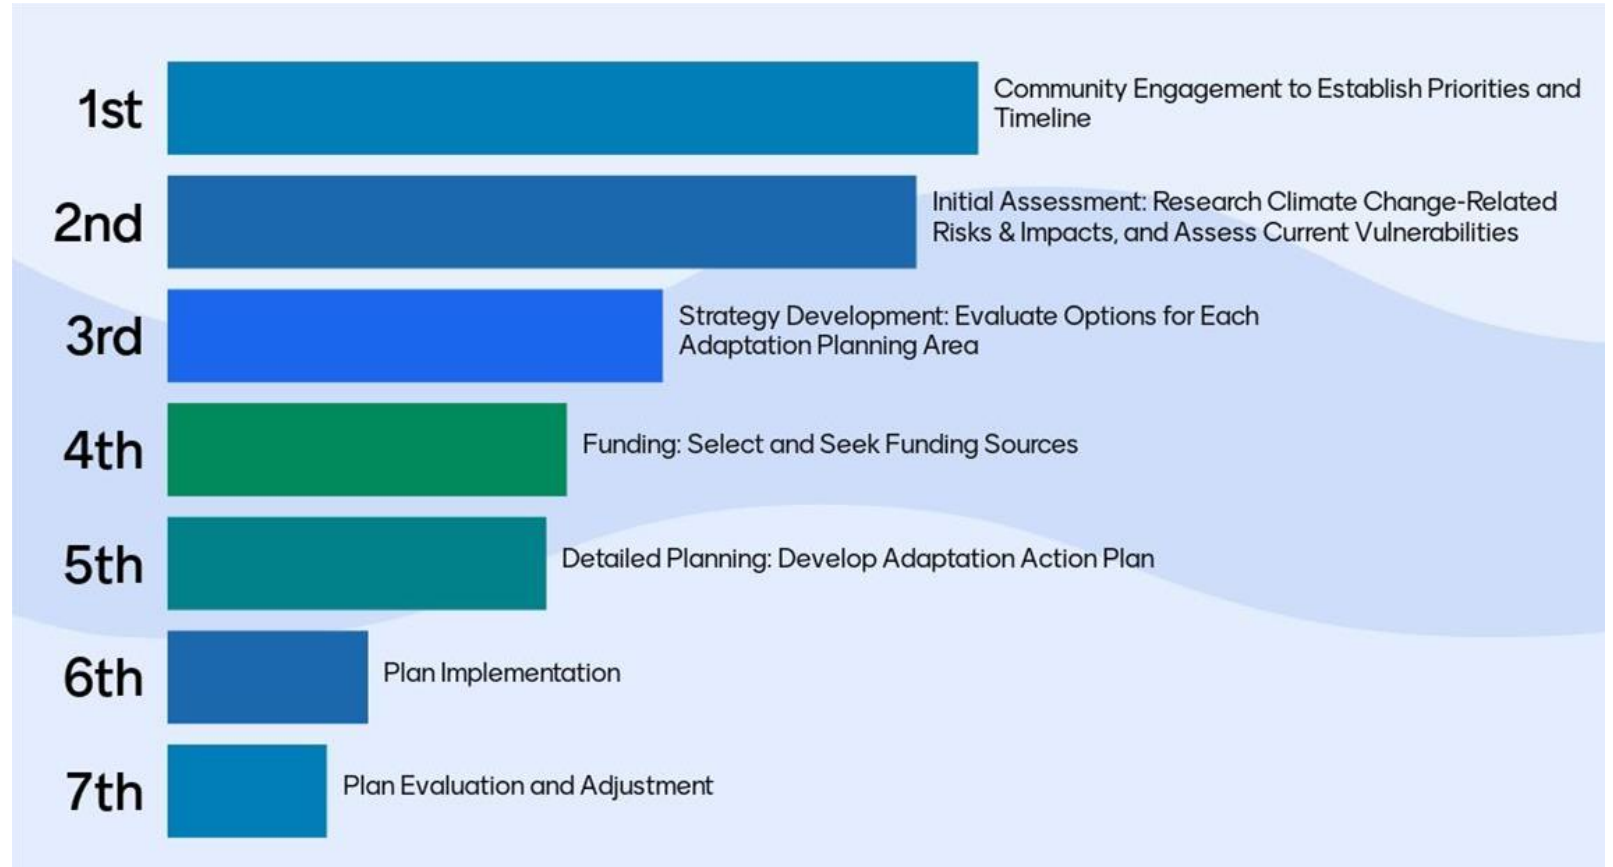 1st
Community Engagement to Establish Priorities and
Timeline
2nd
Initial Assessment: Research Climate Change-Related
Risks & Impacts, and Assess Current Vulnerabilities
3rd
Strategy Development: Evaluate Options for Each
Adaptation Planning Area
4th
Funding: Select and Seek Funding Sources
5th
Detailed Planning: Develop Adaptation Action Plan
6th
Plan Implementation
7th
Plan Evaluation and Adjustment